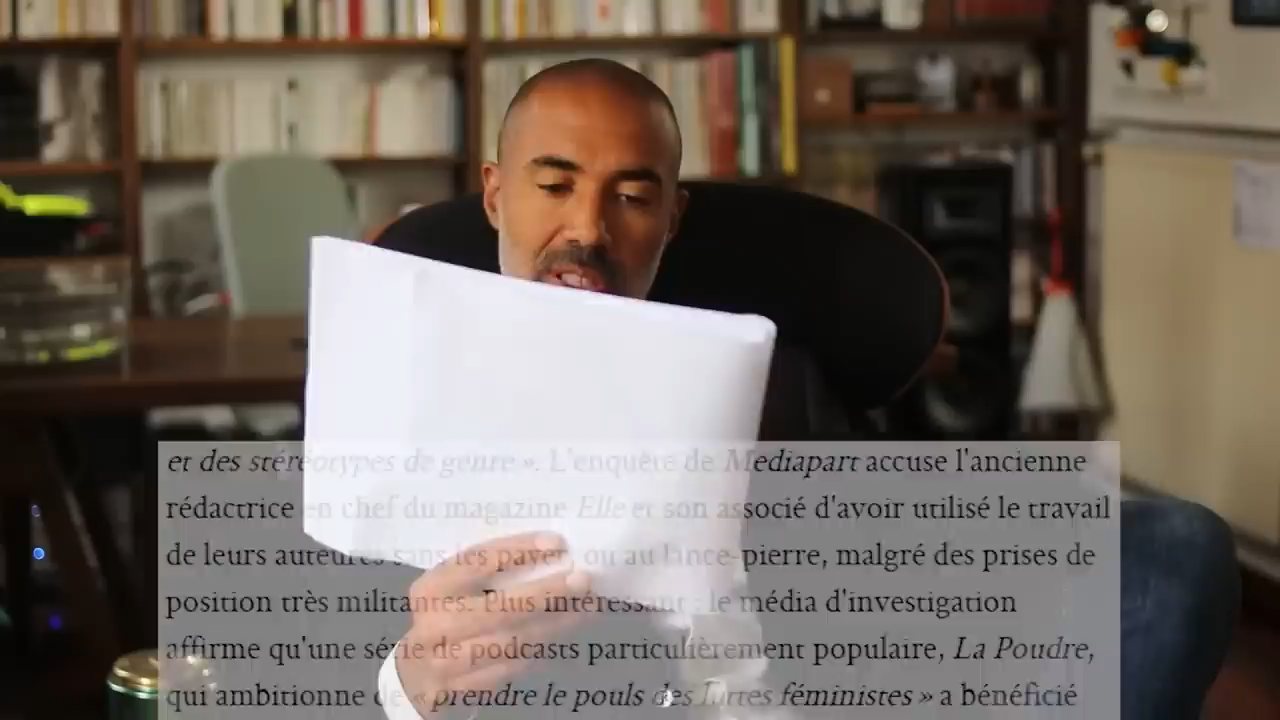 et des stéréotypes de genre ». L'enquête de Mediapart accuse l'ancienne
rédactrice en chef du magazine Elle et son associé d'avoir utilisé le travail
de leurs auteures sans les payer, ou au lance-pierre, malgré des prises de
position très militantes. Plus intéressant : le média d'investigation
affirme qu'une série de podcasts particulièrement populaire, La Poudre,
qui ambitionne de « prendre le pouls des luttes féministes » a bénéficié